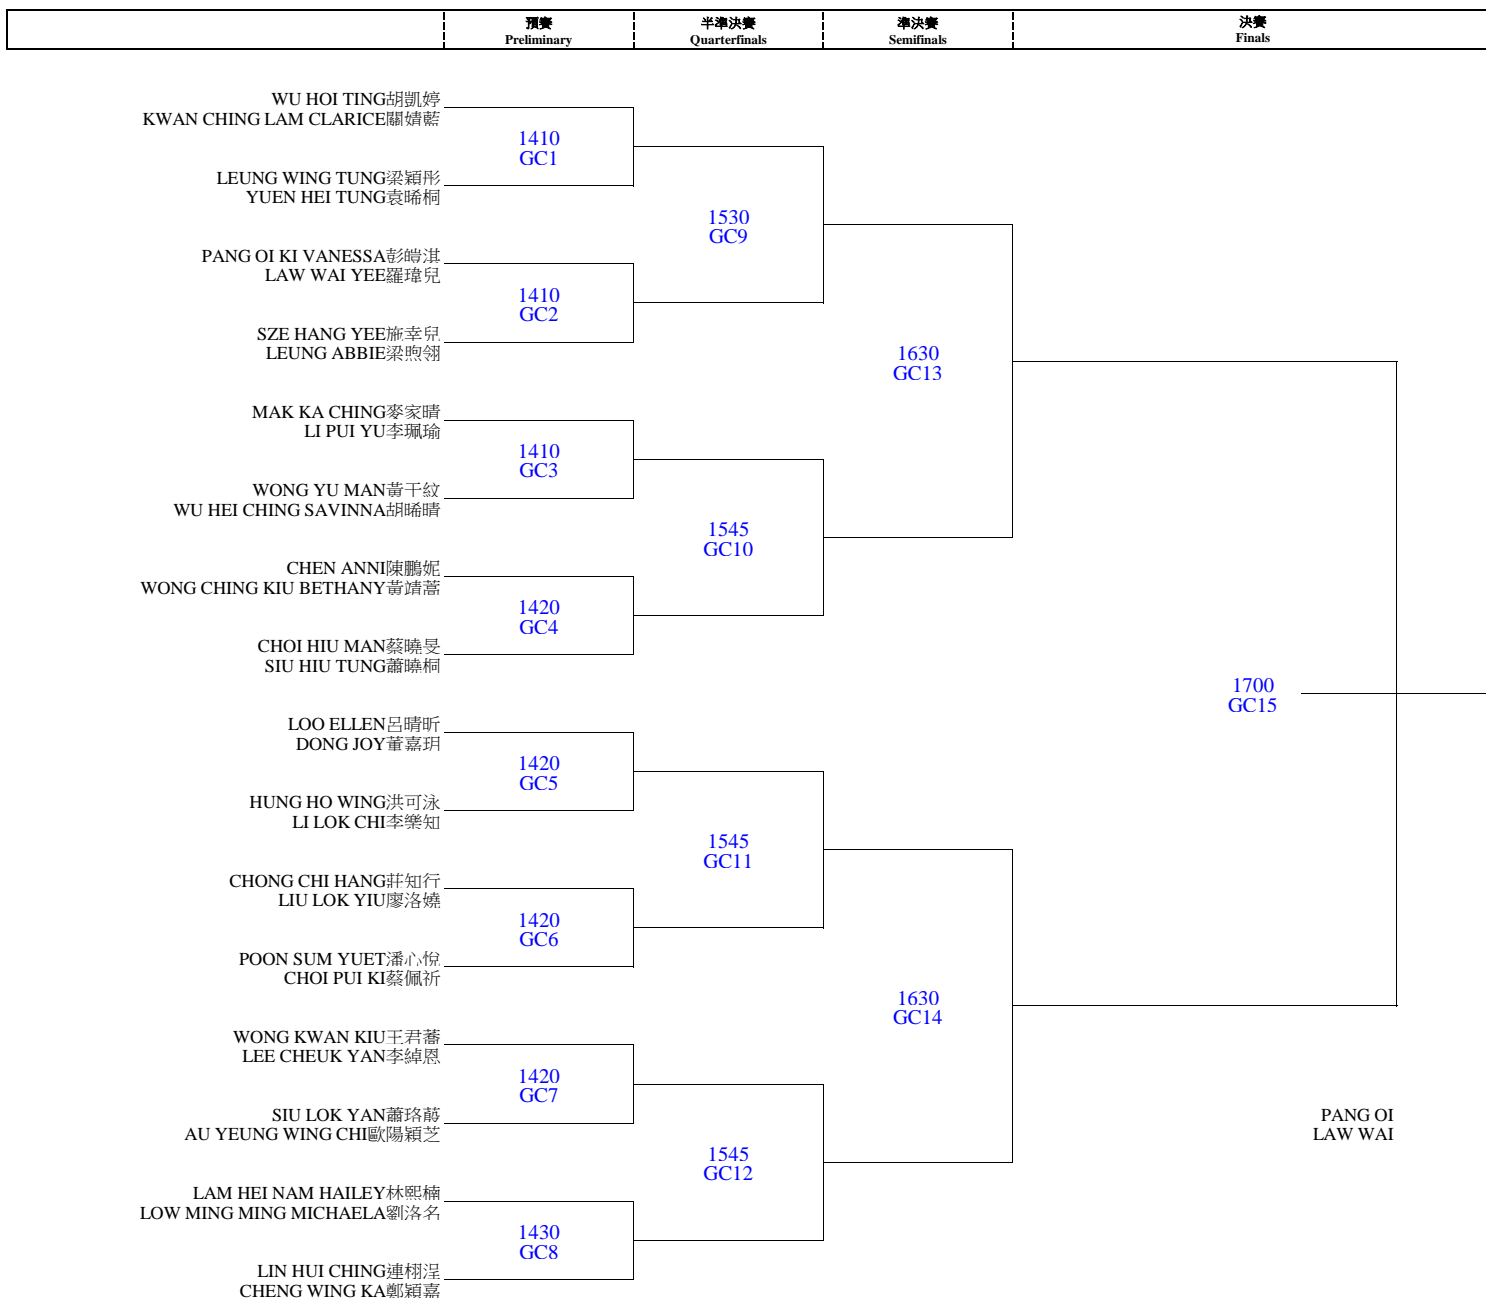 預賽 半準決賽 準決賽 決賽
Preliminary Quarterfinals Semifinals Finals
WU HOI TING胡凱婷
KWAN CHING LAM CLARICE關婧藍
1410
GC1
LEUNG WING TUNG梁穎彤
YUEN HEI TUNG袁晞桐
1530
GC9
PANG OI KI VANESSA彭皚淇
LAW WAI YEE羅瑋兒
1410
GC2
SZE HANG YEE施幸兒
LEUNG ABBIE梁煦翎
1630
GC13
MAK KA CHING麥家晴
LI PUI YU李珮瑜
1410
GC3
WONG YU MAN黃干紋
WU HEI CHING SAVINNA胡晞晴
1545
GC10
CHEN ANNI陳鵬妮
WONG CHING KIU BETHANY黃靖蕎
1420
GC4
CHOI HIU MAN蔡曉旻
SIU HIU TUNG蕭曉桐
1700
GC15
LOO ELLEN呂晴昕
DONG JOY董嘉玥
1420
GC5
HUNG HO WING洪可泳
LI LOK CHI李樂知
1545
GC11
CHONG CHI HANG莊知行
LIU LOK YIU廖洛嬈
1420
GC6
POON SUM YUET潘心悅
CHOI PUI KI蔡佩祈
1630
GC14
WONG KWAN KIU王君蕎
LEE CHEUK YAN李綽恩
1420
GC7
SIU LOK YAN蕭珞
AU YEUNG WING CHI歐陽穎芝
PANG OI
LAW WAI
1545
GC12
LAM HEI NAM HAILEY林熙楠
LOW MING MING MICHAELA劉洛名
1430
GC8
LIN HUI CHING連栩浧
CHENG WING KA鄭穎嘉